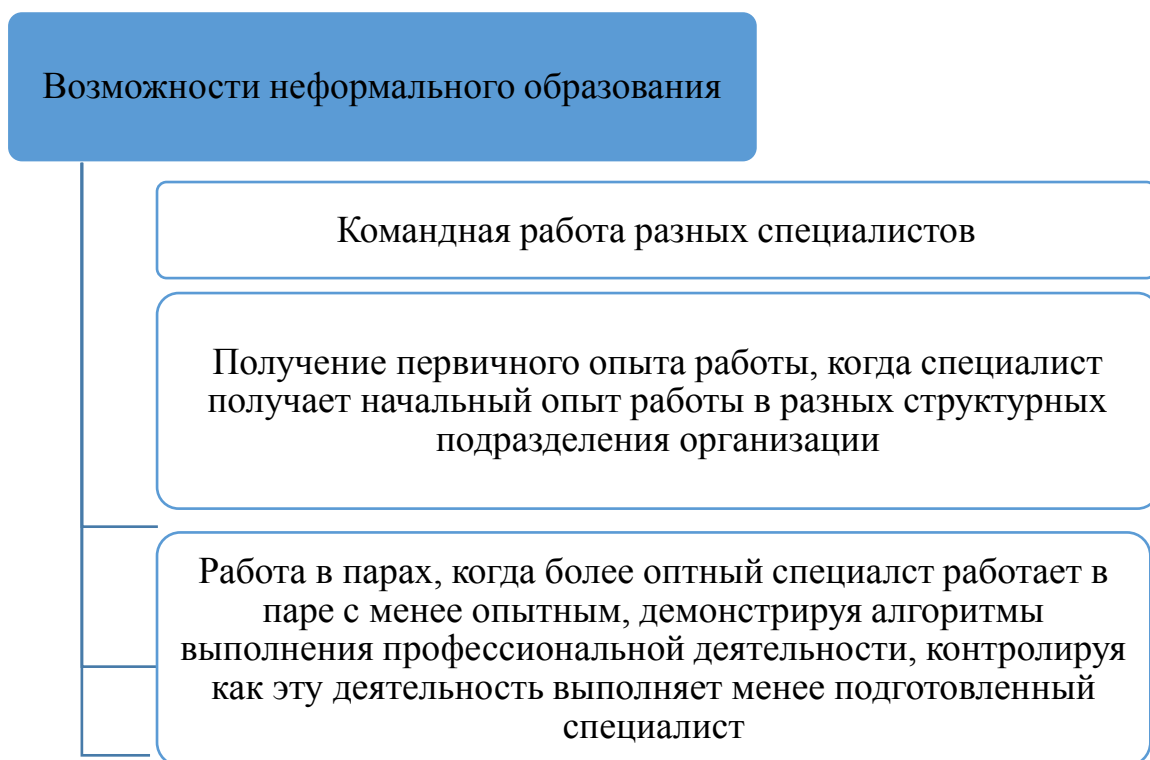 Возможности неформального образования
Командная работа разных специалистов
Получение первичного опыта работы, когда специалист
получает начальный опыт работы в разных структурных
подразделения организации
Работа в парах, когда более оптный специалст работает в
паре с менее опытным, демонстрируя алгоритмы
выполнения профессиональной деятельности, контролируя
как эту деятельность выполняет менее подготовленный
специалист